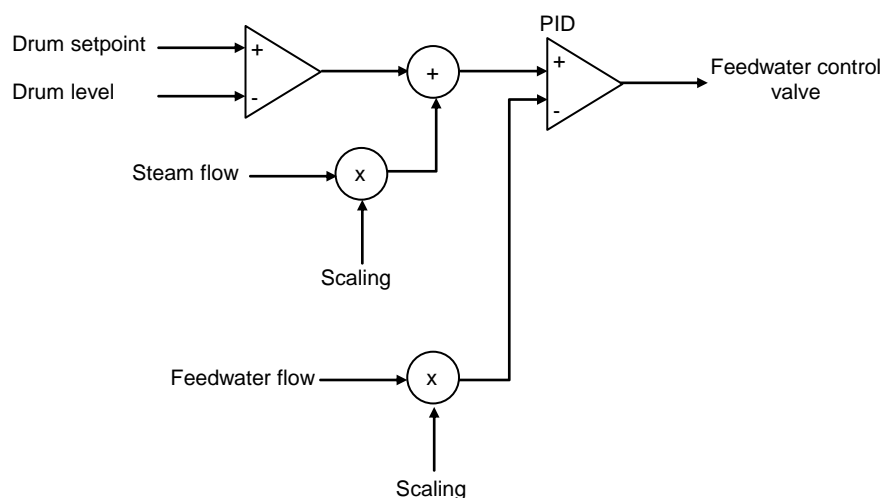 PID
Drum setpoint
+
+
-
Drum level
+
+
-
Feedwater control
valve
Steam flow
x
Scaling
Feedwater flow
x
Scaling